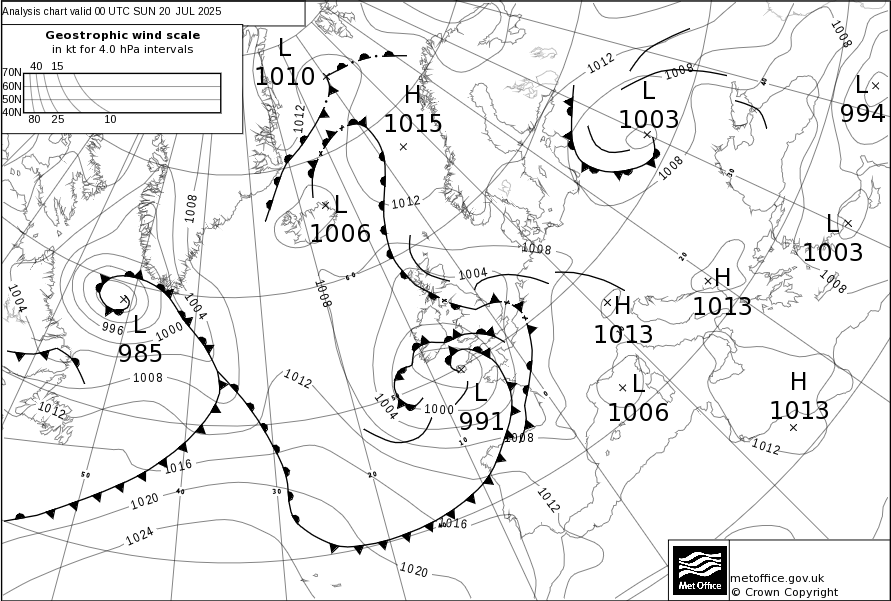 Analysis chart valid 00 UTC SUN 20 JUL 2025
Geostrophic wind scale
in kt for 4.0 hPa intervals
40 15
70N
60N
50N
40N
80 25 10
L
1010
H
1015
1012
1012
1008
L
1003
1008
L
994
1008
1008
L
1006
1012
1008
L
1003
1008
1004
1008
1004
1008
1004
H
1013
H
1013
996
L
985
1000
1008
1012
1012
1004
1000
L
991
1008
L
1006
H
1013
1012
1016
1020
1024
1012
1016
1020
60
50
40
30
20
10
0
20
30
40
40
Met Office
metoffice.gov.uk
© Crown Copyright